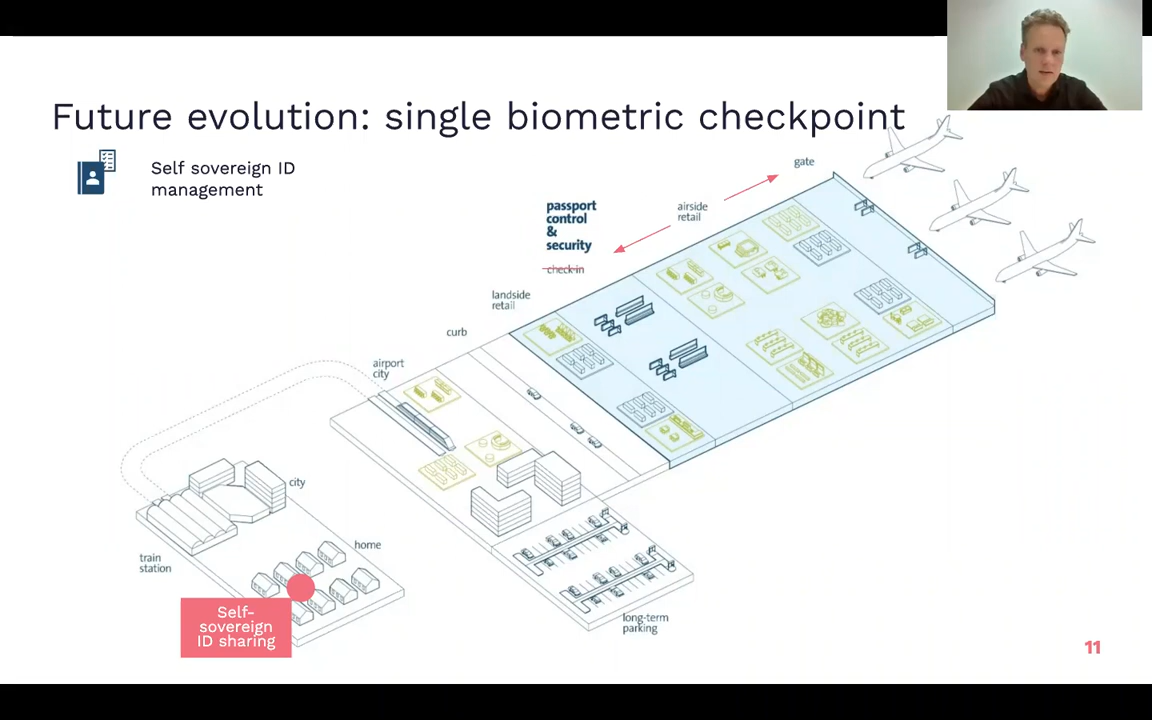 Future evolution: single biometric checkpoint
Self sovereign ID
management
gate
airside
retail
passport
control
&
security
check-in
landside
retail
curb
airport
city
city
train
station
home
Self-
sovereign
ID sharing
long-term
parking
11